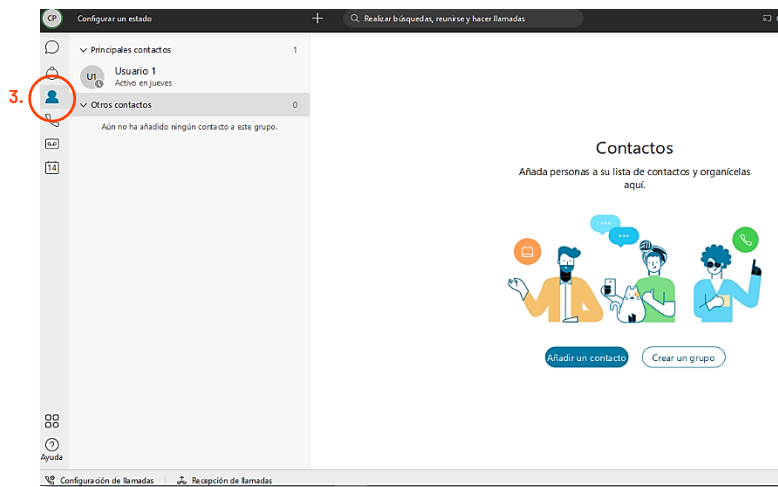 CP Configurar un estado
Realizar búsquedas, reunirse y hacer llamadas
Principales contactos 1
U1 Usuario 1
Activo en jueves
3.
Otros contactos 0
Aún no ha añadido ningún contacto a este grupo.
14
Contactos
Añada personas a su lista de contactos y organícelas
aquí.
Añadir un contacto Crear un grupo
Ayuda
Configuración de llamadas Recepción de llamadas